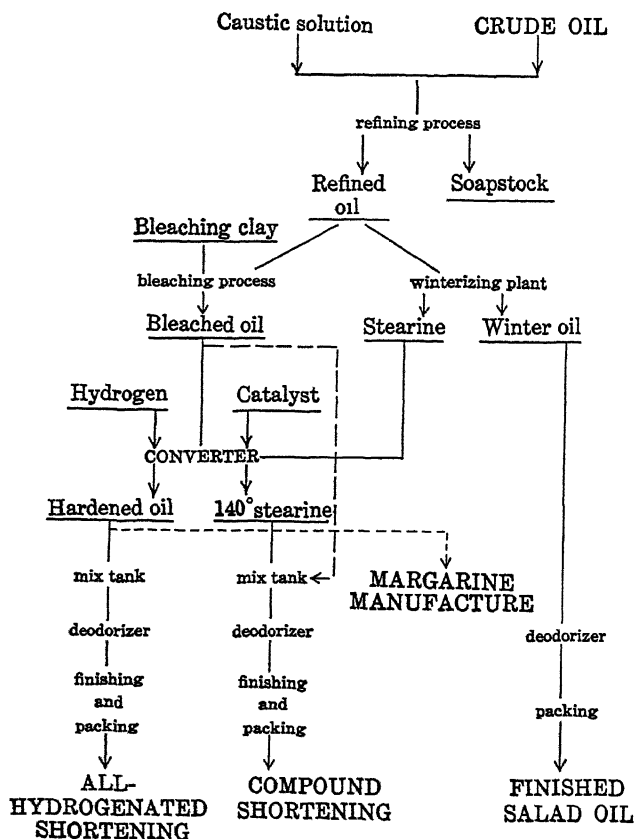 Caustic solution
CRUDE OIL
refining process
Refined
oil
Soapstock
Bleaching clay
bleaching process
winterizing plant
Bleached oil
Stearine
Winter oil
Hydrogen
Catalyst
CONVERTER
Hardened oil
140° stearine
mix tank
mix tank
MARGARINE
MANUFACTURE
deodorizer
deodorizer
deodorizer
finishing
and
packing
finishing
and
packing
packing
ALL-
HYDROGENATED
SHORTENING
COMPOUND
SHORTENING
FINISHED
SALAD OIL